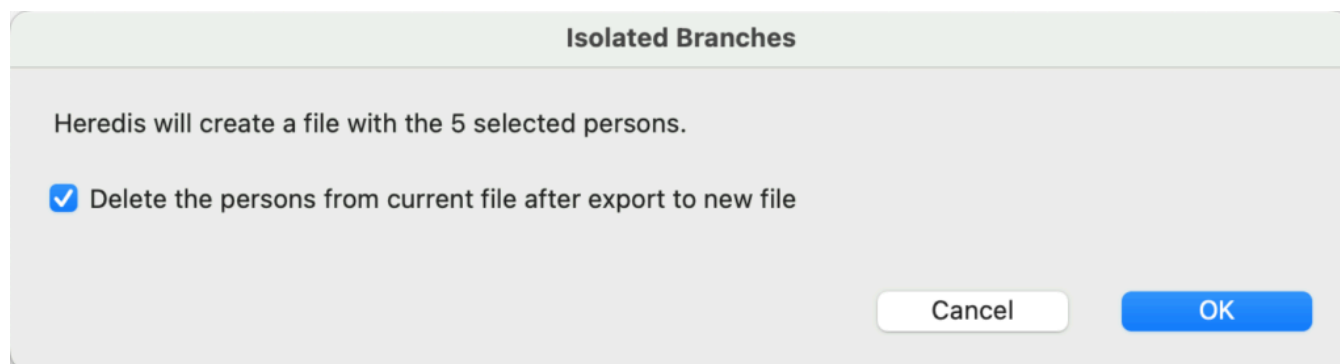 Isolated Branches
Heredis will create a file with the 5 selected persons.
Delete the persons from current file after export to new file
Cancel
OK